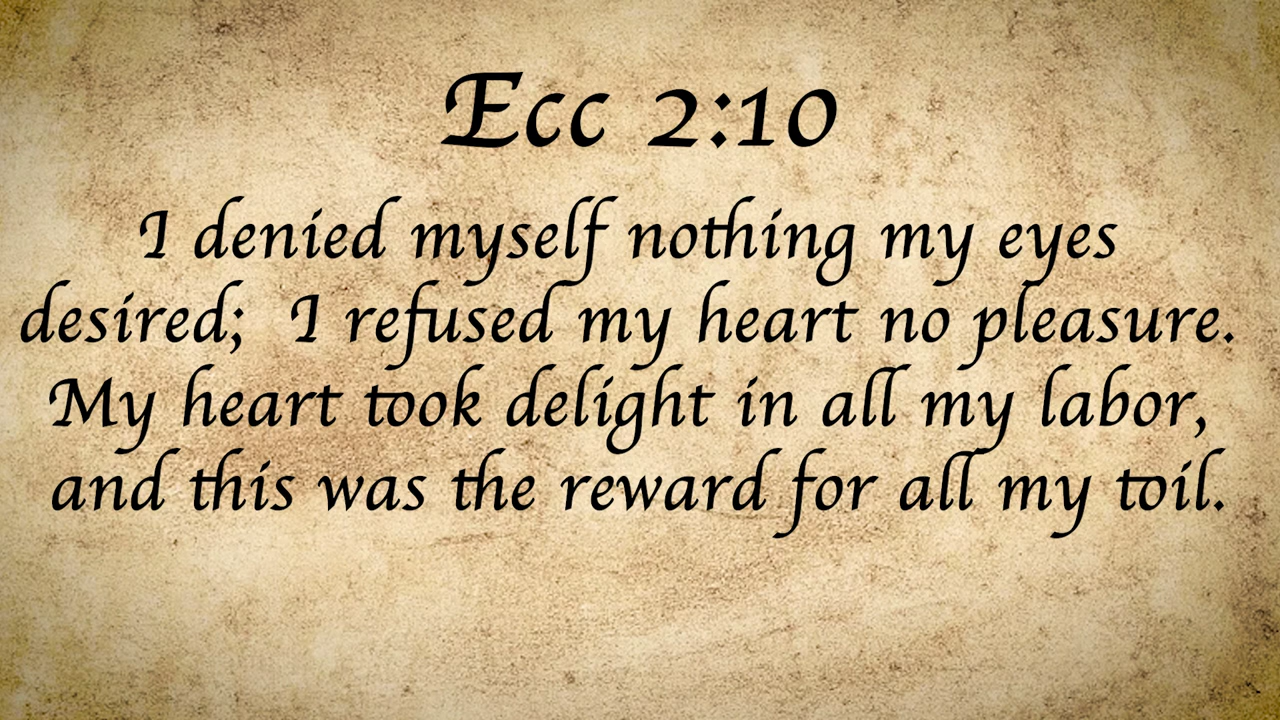 Ecc 2:10
I denied myself nothing my eyes
desired;  I refused my heart no pleasure.
My heart took delight in all my labor,
and this was the reward for all my toil.